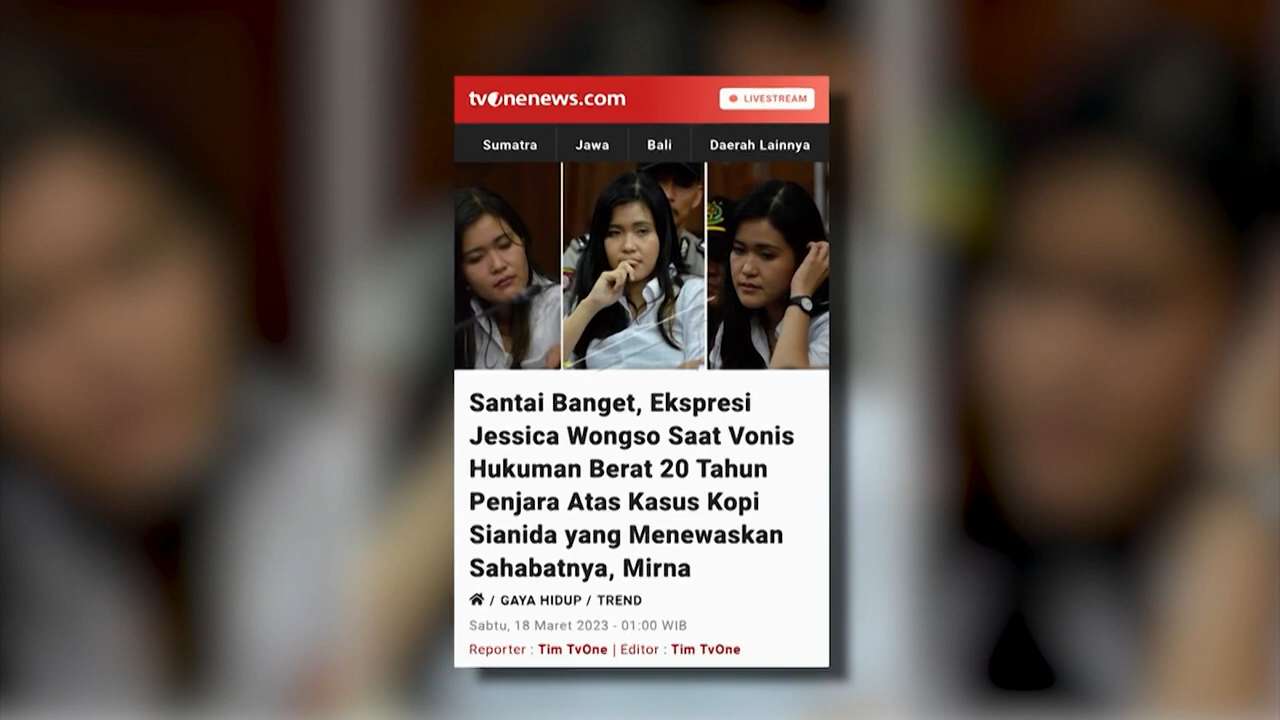 tvonenews.com
LIVESTREAM
Sumatra
Jawa
Bali
Daerah Lainnya
Santai Banget, Ekspresi
Jessica Wongso Saat Vonis
Hukuman Berat 20 Tahun
Penjara Atas Kasus Kopi
Sianida yang Menewaskan
Sahabatnya, Mirna
/ GAYA HIDUP / TREND
Sabtu, 18 Maret 2023 - 01:00 WIB
Reporter : Tim TvOne | Editor : Tim TvOne